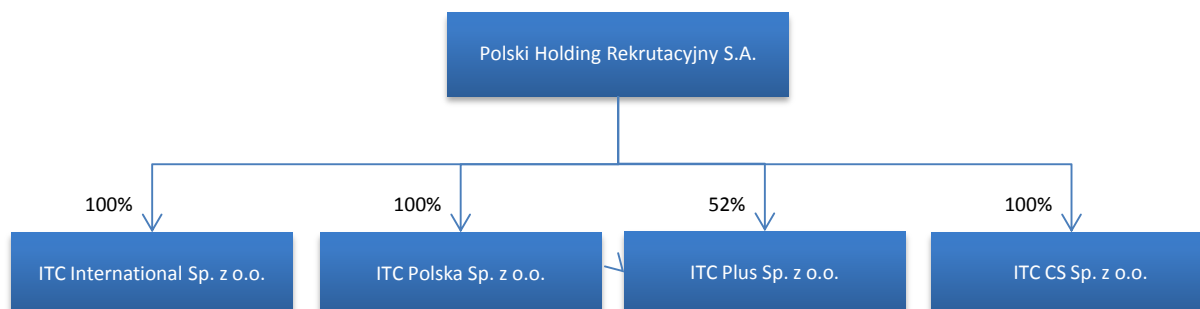 Polski Holding Rekrutacyjny S.A.
100%
100%
52%
100%
ITC International Sp. z o.o.
ITC Polska Sp. z o.o.
ITC Plus Sp. z o.o.
ITC CS Sp. z o.o.